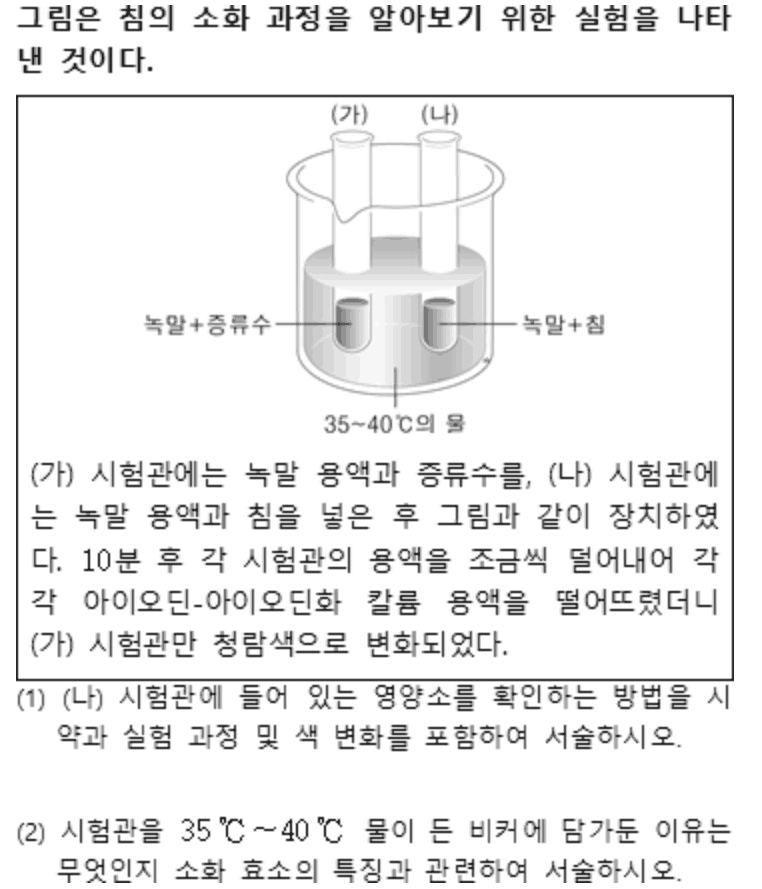 그림은 침의 소화 과정을 알아보기 위한 실험을 나타
낸 것이다.
(가) (나)
녹말+증류수
녹말+침
35~40℃의 물
(가) 시험관에는 녹말 용액과 증류수를, (나) 시험관에
는 녹말 용액과 침을 넣은 후 그림과 같이 장치하였
다. 10분 후 각 시험관의 용액을 조금씩 덜어내어 각
각 아이오딘-아이오딘화 칼륨 용액을 떨어뜨렸더니
(가) 시험관만 청람색으로 변화되었다.
(1) (나) 시험관에 들어 있는 영양소를 확인하는 방법을 시
약과 실험 과정 및 색 변화를 포함하여 서술하시오.
(2) 시험관을 35℃~40℃ 물이 든 비커에 담가둔 이유는
무엇인지 소화 효소의 특징과 관련하여 서술하시오.